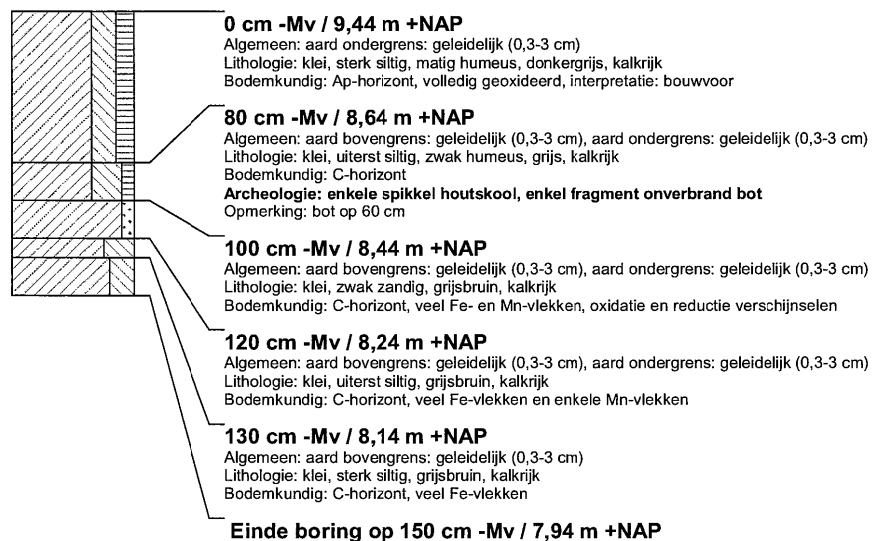 0 cm -Mv / 9,44 m +NAP
Algemeen: aard ondergrens: geleidelijk (0,3-3 cm)
Lithologie: klei, sterk siltig, matig humeus, donkergrijs, kalkrijk
Bodemkundig: Ap-horizont, volledig geoxideerd, interpretatie: bouwvoor
80 cm -Mv / 8,64 m +NAP
Algemeen: aard bovengrens: geleidelijk (0,3-3 cm), aard ondergrens: geleidelijk (0,3-3 cm)
Lithologie: klei, uiterst siltig, zwak humeus, grijs, kalkrijk
Bodemkundig: C-horizont
Archeologie: enkele spikkel houtskool, enkel fragment onverbrand bot
Opmerking: bot op 60 cm
100 cm -Mv / 8,44 m +NAP
Algemeen: aard bovengrens: geleidelijk (0,3-3 cm), aard ondergrens: geleidelijk (0,3-3 cm)
Lithologie: klei, zwak zandig, grijsbruin, kalkrijk
Bodemkundig: C-horizont, veel Fe- en Mn-vlekken, oxidatie en reductie verschijnselen
120 cm -Mv / 8,24 m +NAP
Algemeen: aard bovengrens: geleidelijk (0,3-3 cm), aard ondergrens: geleidelijk (0,3-3 cm)
Lithologie: klei, uiterst siltig, grijsbruin, kalkrijk
Bodemkundig: C-horizont, veel Fe-vlekken en enkele Mn-vlekken
130 cm -Mv / 8,14 m +NAP
Algemeen: aard bovengrens: geleidelijk (0,3-3 cm)
Lithologie: klei, sterk siltig, grijsbruin, kalkrijk
Bodemkundig: C-horizont, veel Fe-vlekken
Einde boring op 150 cm -Mv / 7,94 m +NAP